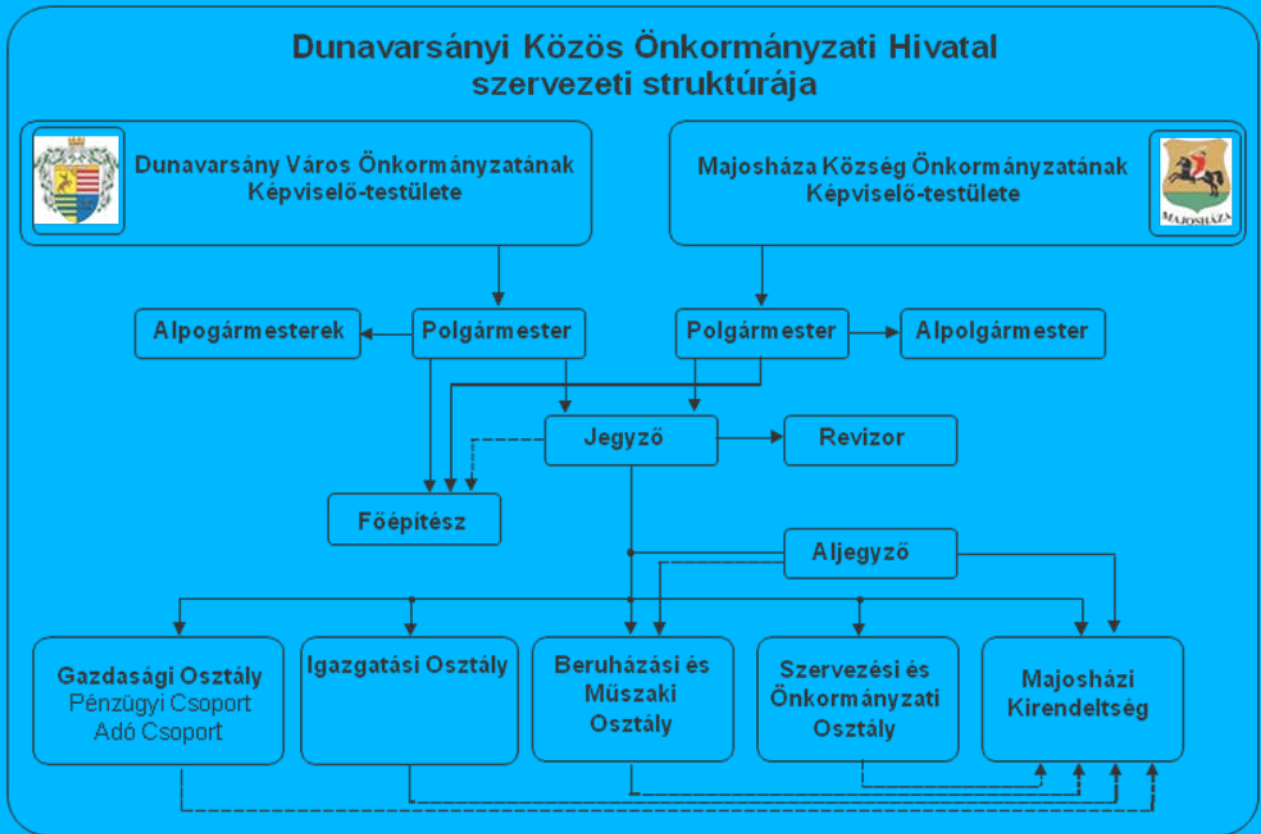 Dunavarsányi Közös Önkormányzati Hivatal
szervezeti struktúrája
Dunavarsány Város Önkormányzatának
Képviselő-testülete
Majosháza Község Önkormányzatának
Képviselő-testülete
MAJOSHÁZA
Alpogármesterek
Polgármester
Polgármester
Alpolgármester
Jegyző
Revizor
Főépítész
Aljegyző
Gazdasági Osztály
Pénzügyi Csoport
Adó Csoport
Igazgatási Osztály
Beruházási és
Műszaki
Osztály
Szervezési és
Önkormányzati
Osztály
Majosházi
Kirendeltség